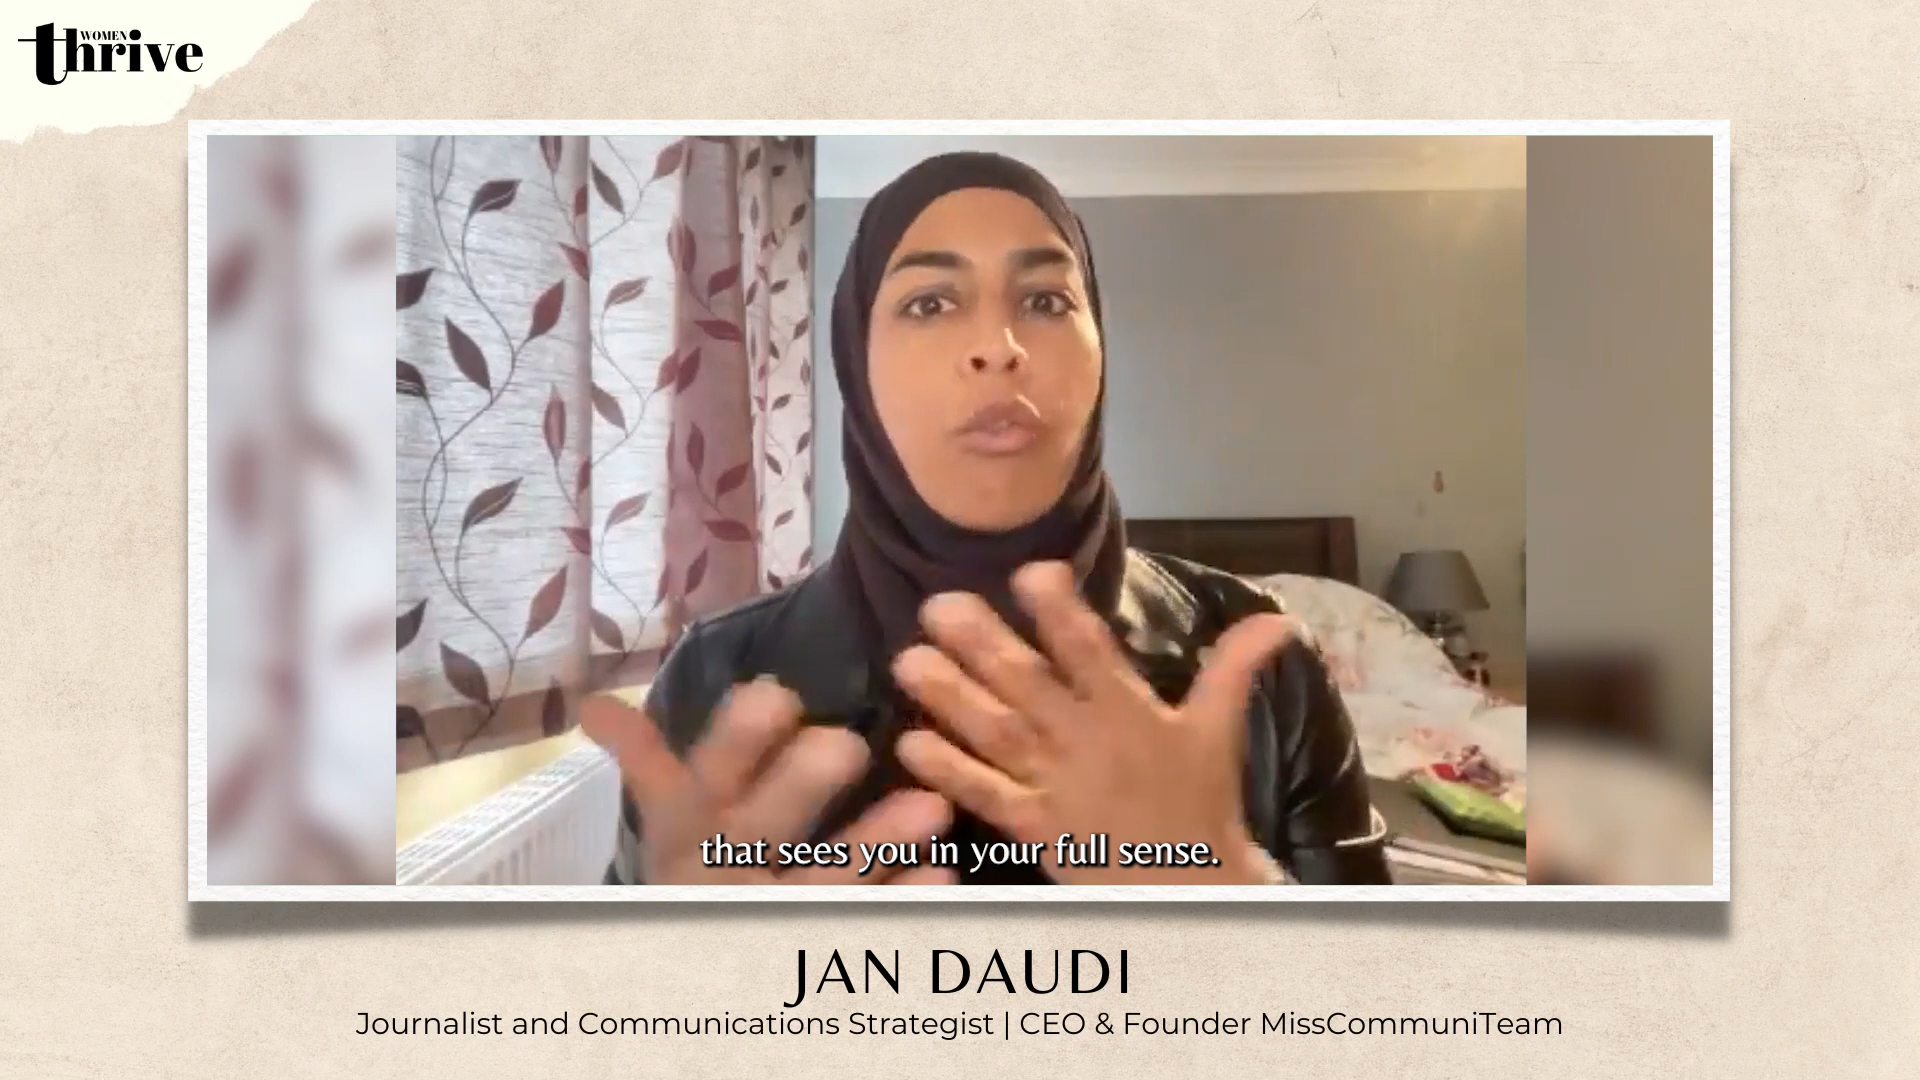 WOMEN
thrive
that sees you in your full sense.
JAN DAUDI
Journalist and Communications Strategist | CEO & Founder MissCommuniTeam